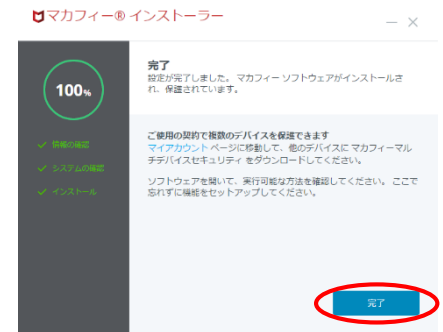 マカフィー® インストーラー
100%
✓ 情報の確認
✓ システムの確認
✓ インストール
完了
設定が完了しました。 マカフィー ソフトウェアがインストールさ
れ、保護されています。
ご使用の契約で複数のデバイスを保護できます
マイアカウント ページに移動して、他のデバイスに マカフィーマル
チデバイスセキュリティ をダウンロードしてください。
ソフトウェアを開いて、実行可能な方法を確認してください。 ここで
忘れずに機能をセットアップしてください。
完了